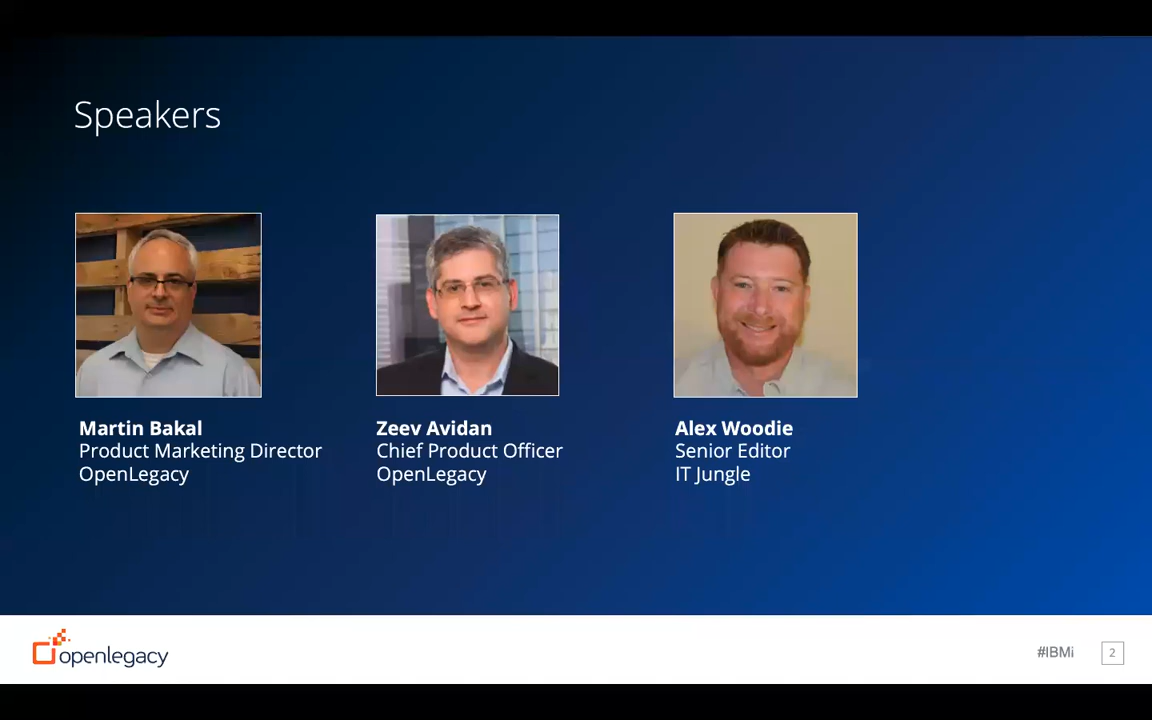 Speakers
Martin Bakal
Product Marketing Director
OpenLegacy
Zeev Avidan
Chief Product Officer
OpenLegacy
Alex Woodie
Senior Editor
IT Jungle
openlegacy
#IBMi
2